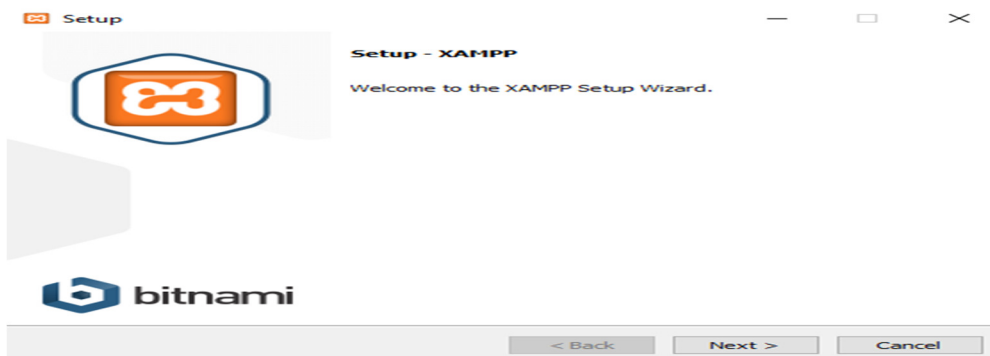 Setup
Setup - XAMPP
Welcome to the XAMPP Setup Wizard.
bitnami
< Back
Next >
Cancel